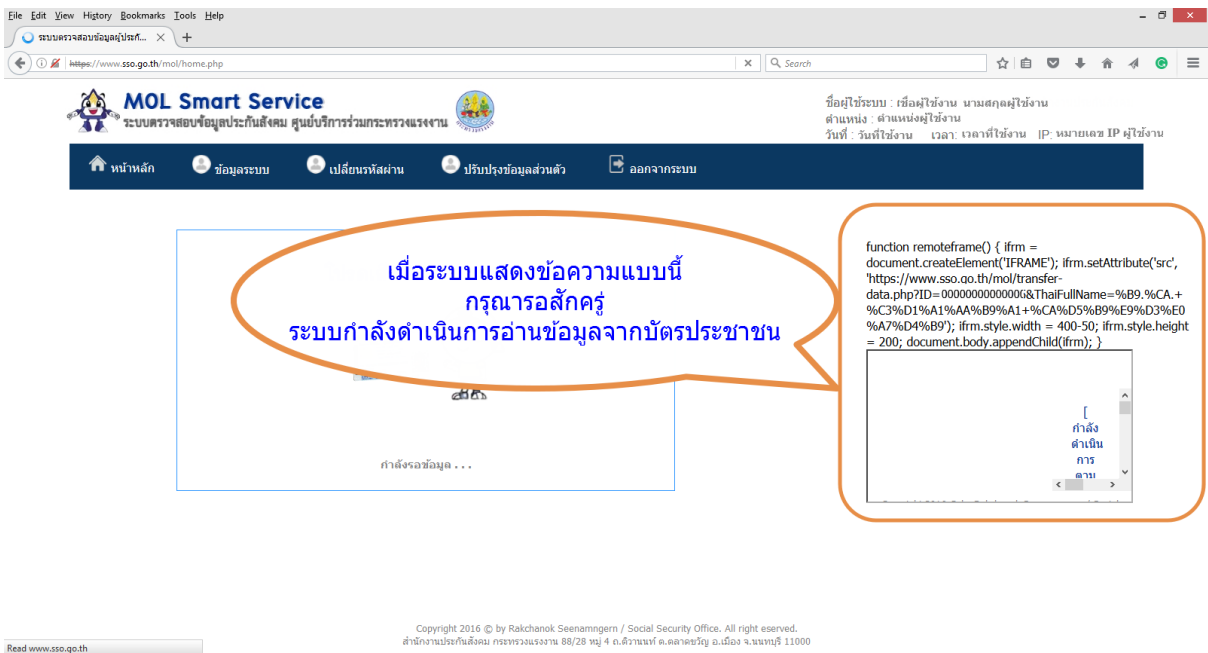 File Edit View History Bookmarks Tools Help
ระบบตรวจสอบข้อมูลผู้ประกั...
https://www.sso.go.th/mol/home.php
Search
MOL Smart Service
ระบบตรวจสอบข้อมูลประกันสังคม ศูนย์บริการร่วมกระทรวงแรงงาน
ชื่อผู้ใช้ระบบ : เชื่อผู้ใช้งาน นามสกุลผู้ใช้งาน
ตำแหน่ง : ตำแหน่งผู้ใช้งาน
วันที่ : วันที่ใช้งาน เวลา: เวลาที่ใช้งาน IP: หมายเลข IP ผู้ใช้งาน
หน้าหลัก ข้อมูลระบบ เปลี่ยนรหัสผ่าน ปรับปรุงข้อมูลส่วนตัว ออกจากระบบ
เมื่อระบบแสดงข้อความแบบนี้
กรุณารอสักครู่
ระบบกำลังดำเนินการอ่านข้อมูลจากบัตรประชาชน
กำลังรอข้อมูล . . .
function remoteframe() { ifrm =
document.createElement('IFRAME'); ifrm.setAttribute('src',
'https://www.sso.go.th/mol/transfer-
data.php?ID=0000000000000&ThaiFullName=%B9.%CA.+
%C3%D1%A1%AA%B9%A1+%CA%D5%B9%E9%D3%E0
%A7%D4%B9'); ifrm.style.width = 400-50; ifrm.style.height
= 200; document.body.appendChild(ifrm); }
[
กำลัง
ดำเนิน
การ
ตาม
Copyright 2016 © by Rakchanok Seenamngern / Social Security Office. All right eserved.
สำนักงานประกันสังคม กระทรวงแรงงาน 88/28 หมู่ 4 ถ.ติวานนท์ ต.ตลาดขวัญ อ.เมือง จ.นนทบุรี 11000
Read www.sso.go.th